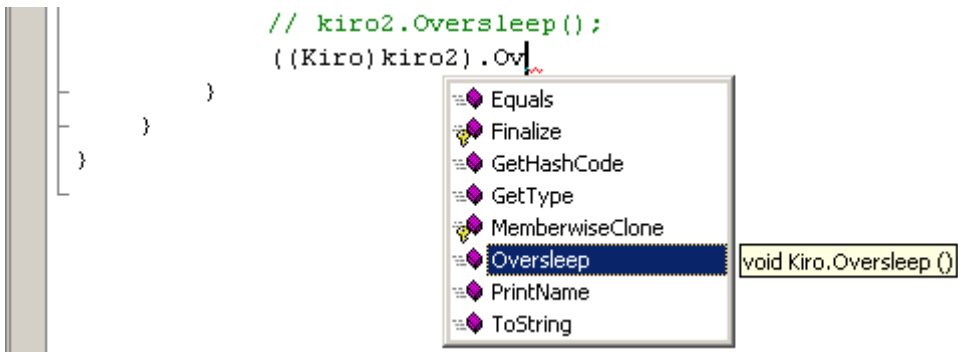 // kiro2.Oversleep();
((Kiro)kiro2).Ov
}
Equals
}
Finalize
}
GetHashCode
GetType
MemberwiseClone
Oversleep void Kiro.Oversleep ()
PrintName
ToString